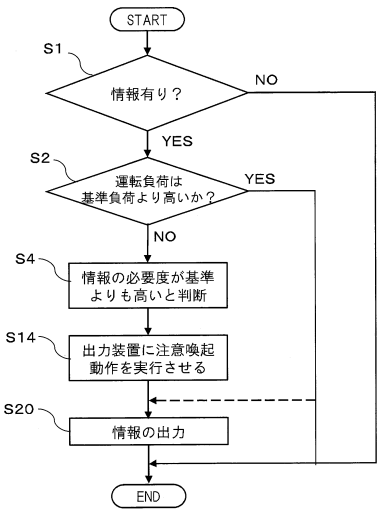 START
S1
情報有り？
NO
YES
S2
運転負荷は
基準負荷より高いか？
YES
NO
S4
情報の必要度が基準
よりも高いと判断
S14
出力装置に注意喚起
動作を実行させる
S20
情報の出力
END